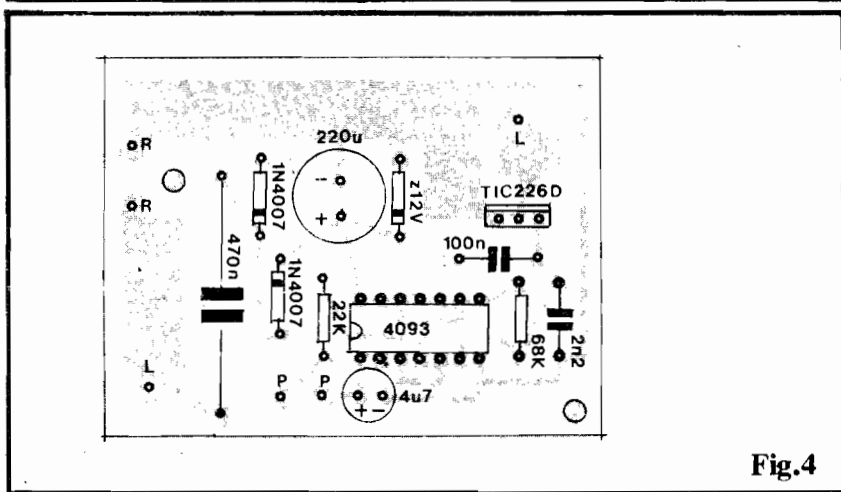 220u
R
L
1N4007
z12V
TIC226D
R
470n
100n
1N4007
22K
4093
68K
2n2
L
P
P
4u7
-
+
+ -
Fig.4